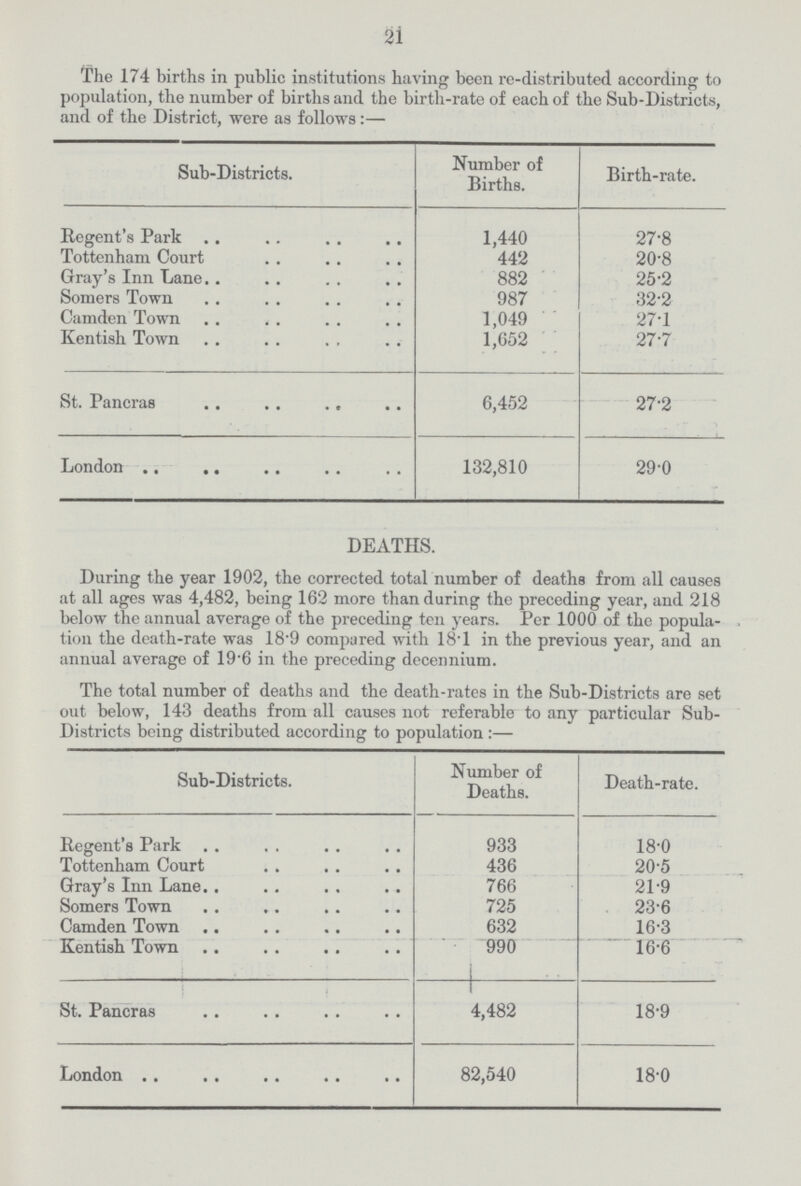 21
The 174 births in public institutions having been re-distributed according to
population, the number of births and the birth-rate of each of the Sub-Districts,
and of the District, were as follows:—
Sub-Districts. Number of Births. Birth-rate.
Regent's Park .. .. .. .. 1,440 27·8
Tottenham Court .. .. .. 442 20·8
Gray's Inn Lane.. .. .. .. 882 25·2
Somers Town .. .. .. .. 987 32·2
Camden Town .. .. .. .. 1,049 27·1
Kentish Town .. .. .. .. 1,652 27·7
St. Pancras .. .. .. .. 6,452 27·2
London .. .. .. .. .. 132,810 29·0
DEATHS.
During the year 1902, the corrected total number of deaths from all causes
at all ages was 4,482, being 162 more than during the preceding year, and 218
below the annual average of the preceding ten years. Per 1000 of the popula-
tion the death-rate was 18·9 compared with 18·1 in the previous year, and an
annual average of 19·6 in the preceding decennium.
The total number of deaths and the death-rates in the Sub-Districts are set
out below, 143 deaths from all causes not referable to any particular Sub-
Districts being distributed according to population:—
Sub-Districts. Number of Deaths. Death-rate.
Regent's Park .. .. .. .. 933 18·0
Tottenham Court .. .. .. 436 20·5
Gray's Inn Lane.. .. .. .. 766 21·9
Somers Town .. .. .. .. 725 23·6
Camden Town .. .. .. .. 632 16·3
Kentish Town .. .. .. .. 990 16·6
St. Pancras .. .. .. .. 4,482 18·9
London .. .. .. .. .. 82,540 18·0